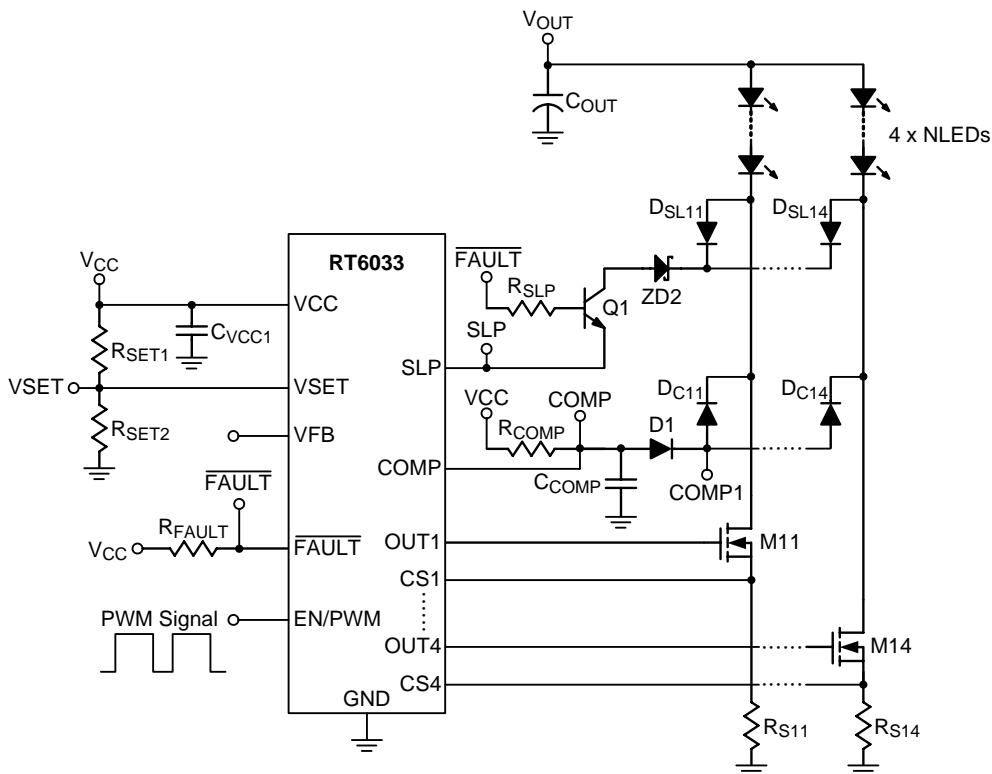 VOUT
COUT
4 x NLEDs
DSL11
DSL14
RT6033
FAULT
RSLP
ZD2
Q1
SLP
VCC
VCC
CVCC1
RSET1
SLP
VSET
VSET
RSET2
VFB
VCC
RCOMP
COMP
D1
DC11
DC14
COMP
CCOMP
COMP1
FAULT
RFAULT
VCC
FAULT
OUT1
M11
CS1
PWM Signal
EN/PWM
OUT4
M14
CS4
GND
RS11
RS14